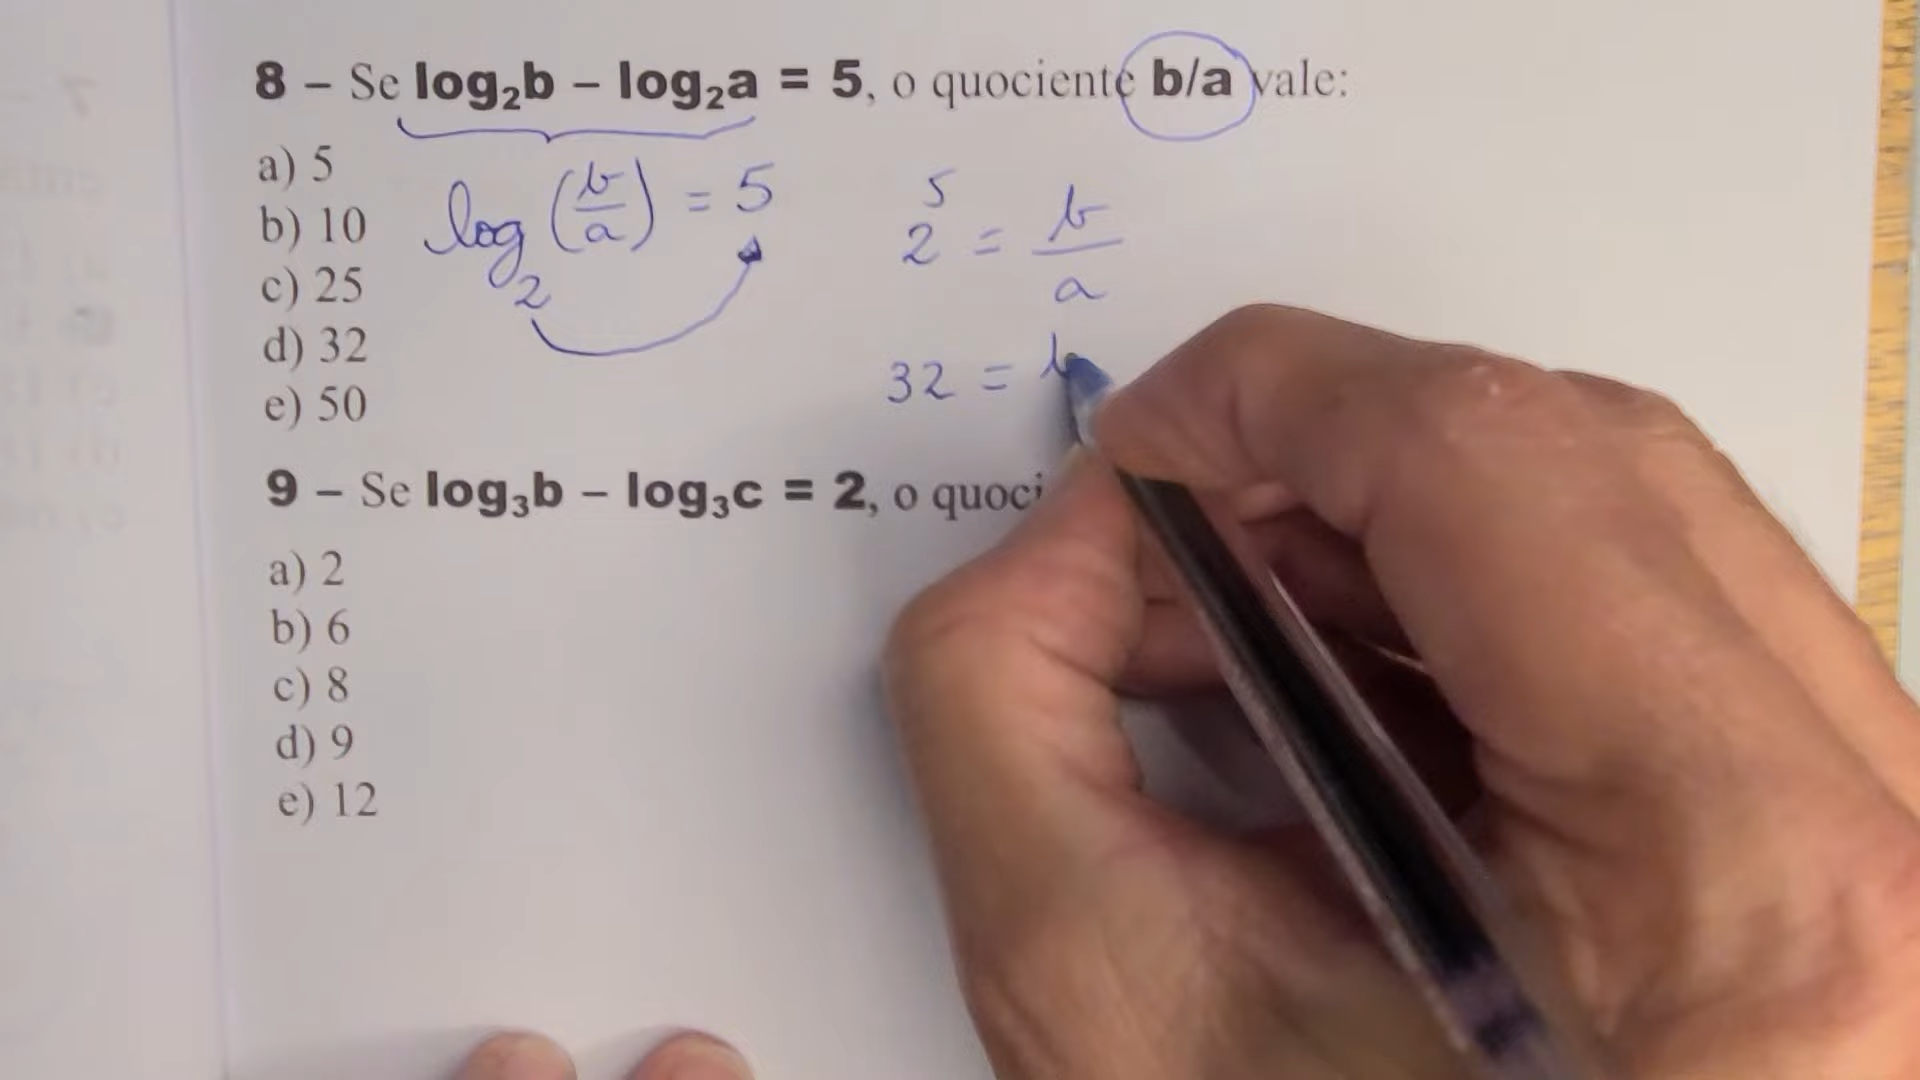 8 – Se log₂b – log₂a = 5, o quociente b/a vale:
a) 5
b) 10
c) 25
d) 32
e) 50
log₂ (b/a) = 5
2⁵ = b/a
32 = b
9 – Se log₃b – log₃c = 2, o
a) 2
b) 6
c) 8
d) 9
e) 12